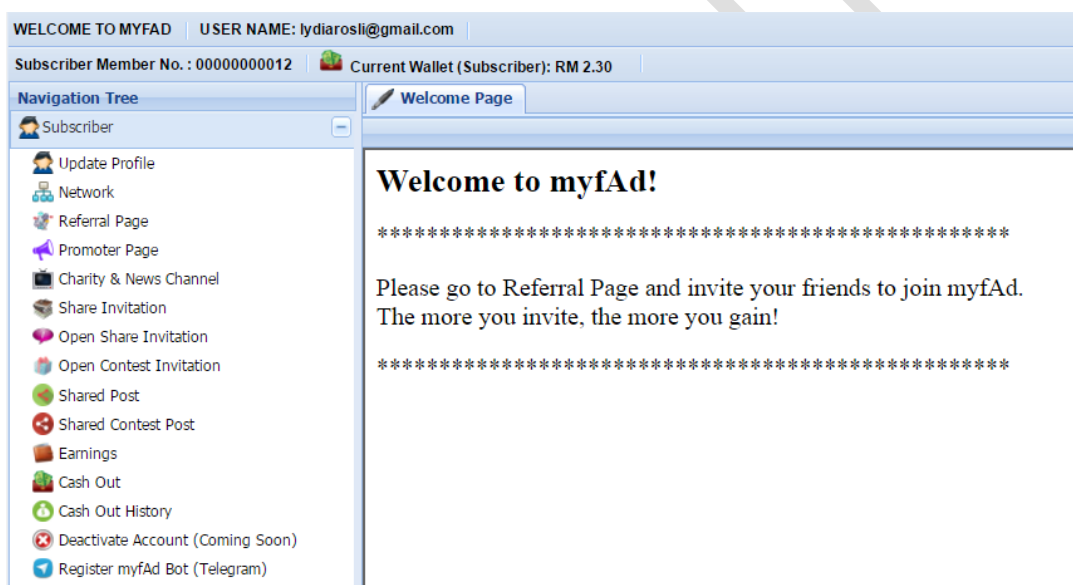 WELCOME TO MYFAD USER NAME: lydiarosli@gmail.com
Subscriber Member No. : 00000000012 Current Wallet (Subscriber): RM 2.30
Navigation Tree
Welcome Page
Subscriber
Update Profile
Network
Referral Page
Promoter Page
Charity & News Channel
Share Invitation
Open Share Invitation
Open Contest Invitation
Shared Post
Shared Contest Post
Earnings
Cash Out
Cash Out History
Deactivate Account (Coming Soon)
Register myfAd Bot (Telegram)
Welcome to myfAd!
***************************************************
Please go to Referral Page and invite your friends to join myfAd.
The more you invite, the more you gain!
***************************************************